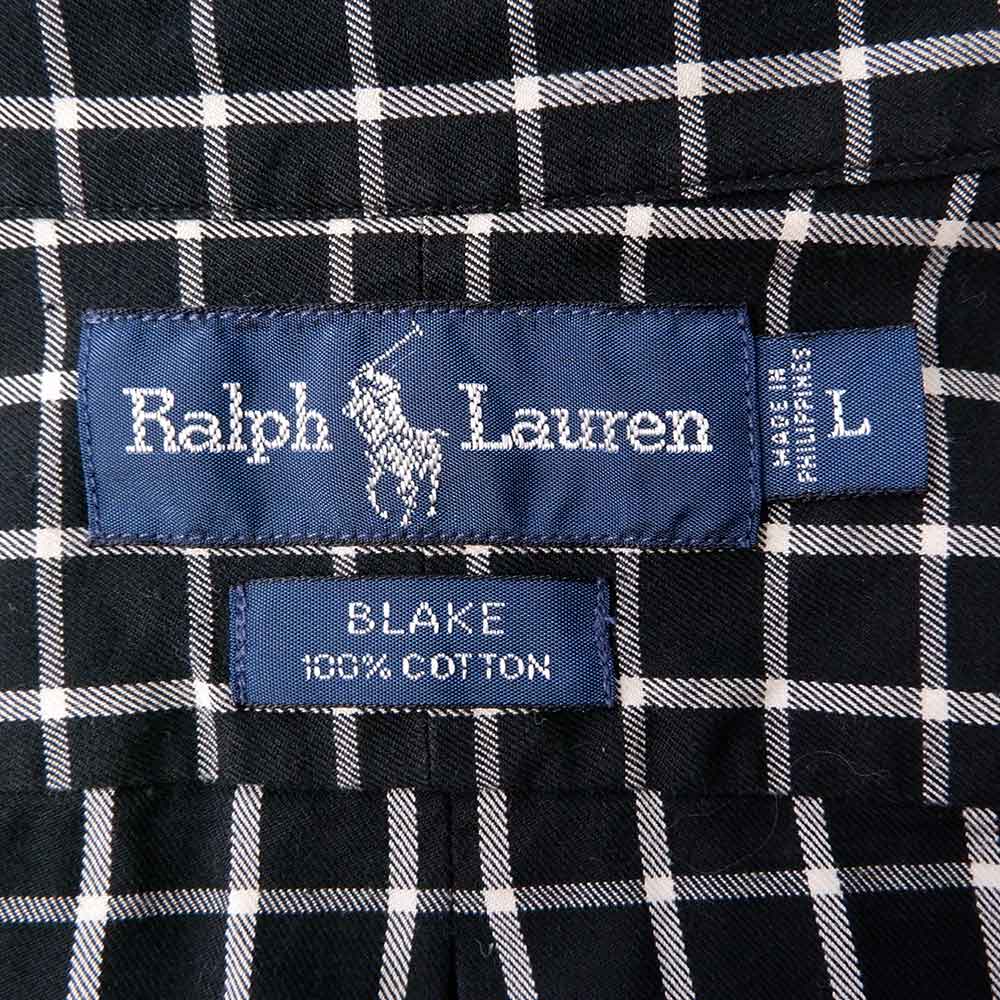 Ralph Lauren
MADE IN
PHILIPPINES
L
BLAKE
100% COTTON